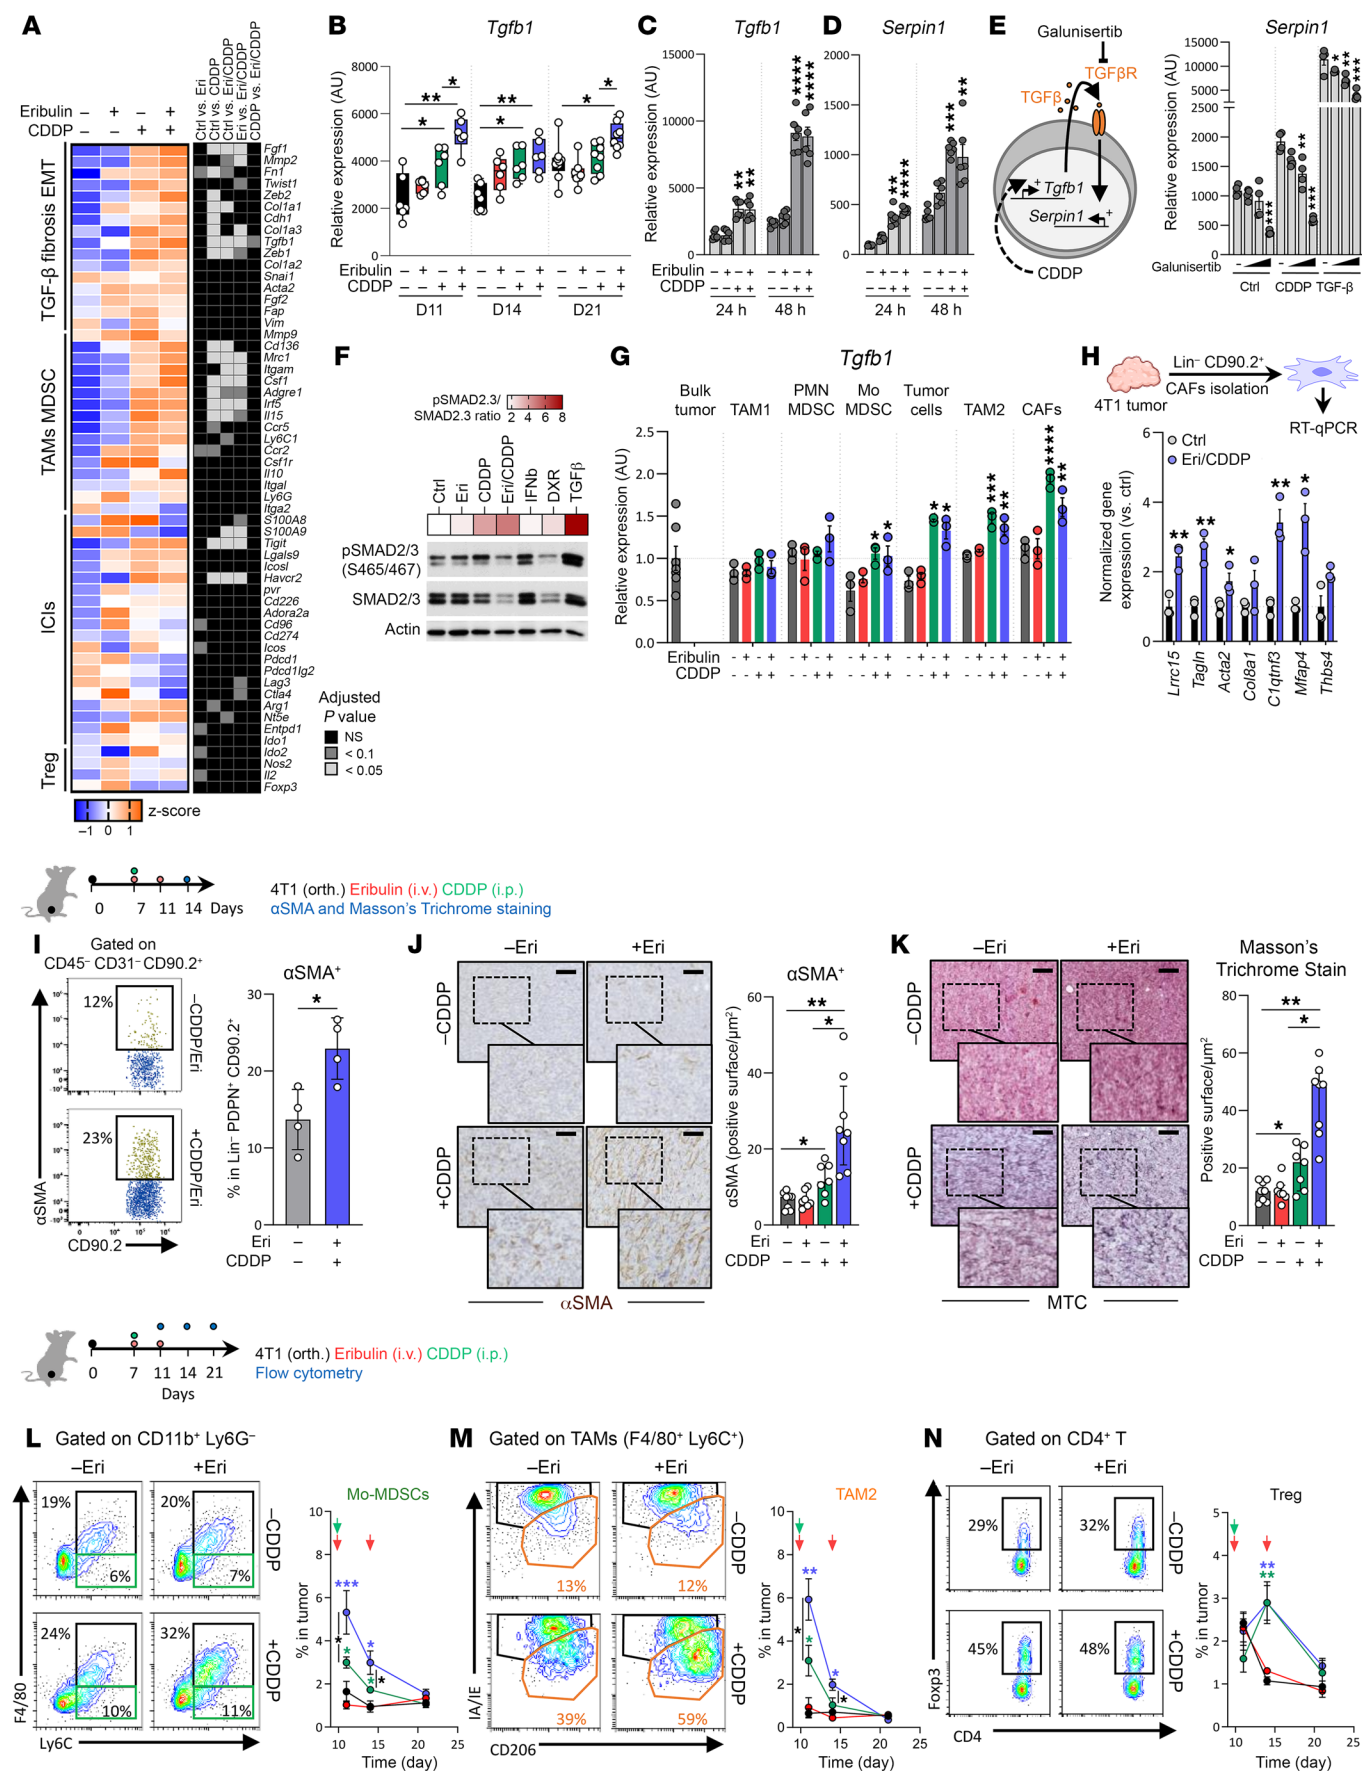 A
Eribulin – + – +
CDDP – – + +
Ctrl vs. Eri
Ctrl vs. CDDP
Ctrl vs. Eri/CDDP
Eri vs. Eri/CDDP
CDDP vs. Eri/CDDP
TGF-β fibrosis EMT
Fgf1
Mmp2
Fn1
Twist1
Zeb2
Col1a1
Cdh1
Col1a3
Tgfb1
Zeb1
Col1a2
Snai1
Acta2
Fgf2
Fap
Vim
Mmp9
TAMs MDSC
Cd136
Mrc1
Itgam
Csf1
Adgre1
Irf5
Il15
Ccr5
Ly6C1
Ccr2
Csf1r
Il10
Itgal
Ly6G
Itga2
ICIs
S100A8
S100A9
Tigit
Lgals9
Icosl
Havcr2
pvr
Cd226
Adora2a
Cd96
Cd274
Icos
Pdcd1
Pdcd1lg2
Lag3
Ctla4
Arg1
Nt5e
Entpd1
Ido1
Treg
Ido2
Nos2
Il2
Foxp3
Adjusted
P value
NS
< 0.1
< 0.05
z-score
–1 0 1
B
Tgfb1
Relative expression (AU)
8000
6000
4000
2000
0
** * * ** * * *
Eribulin – + – + – + – + – + – +
CDDP – – + + – – + + – – + +
D11 D14 D21
C
Tgfb1
Relative expression (AU)
15000
10000
5000
0
** ** **** ****
Eribulin – + – + – + – +
CDDP – – + + – – + +
24 h 48 h
D
Serpin1
2000
1500
1000
500
0
** **** **** **
– + – + – + – +
– – + + – – + +
24 h 48 h
E
Galunisertib
TGFβR
TGFβ
+
Tgfb1
Serpin1
+
CDDP
Serpin1
Relative expression (AU)
15000
10000
5000
2500
2000
1500
1000
500
0
*** ** **** * ** ***
Galunisertib - - -
Ctrl CDDP TGF-β
F
pSMAD2.3/
SMAD2.3 ratio
2 4 6 8
Ctrl
Eri
CDDP
Eri/CDDP
IFNb
DXR
TGFβ
pSMAD2/3
(S465/467)
SMAD2/3
Actin
G
Tgfb1
Bulk
tumor
TAM1
PMN
MDSC
Mo
MDSC
Tumor
cells
TAM2
CAFs
Relative expression (AU)
2.5
2.0
1.5
1.0
0.5
0.0
* * * * *** ** **** **
Eribulin - + - + - + - + - + - + - + - + - + - + - + - +
CDDP - - + + - - + + - - + + - - + + - - + + - - + +
H
Lin– CD90.2+
CAFs isolation
4T1 tumor
RT-qPCR
Ctrl
Eri/CDDP
Normalized gene
expression (vs. ctrl)
6
4
2
0
** ** * ** *
Lrrc15
Tagln
Acta2
Col8a1
C1qtnf3
Mfap4
Thbs4
0 7 11 14 Days
4T1 (orth.) Eribulin (i.v.) CDDP (i.p.)
αSMA and Masson's Trichrome staining
I
Gated on
CD45– CD31– CD90.2+
12%
–CDDP/Eri
23%
+CDDP/Eri
αSMA
CD90.2
αSMA+
% in Lin– PDPN+ CD90.2+
30
20
10
0
*
Eri – +
CDDP – +
J
–Eri +Eri
–CDDP
+CDDP
αSMA
αSMA+
αSMA (positive surface/µm2)
60
40
20
0
** * *
Eri – + – +
CDDP – – + +
K
–Eri +Eri
–CDDP
+CDDP
MTC
Masson's
Trichrome Stain
Positive surface/µm2
80
60
40
20
0
** * *
Eri – + – +
CDDP – – + +
0 7 11 14 21
Days
4T1 (orth.) Eribulin (i.v.) CDDP (i.p.)
Flow cytometry
L
Gated on CD11b+ Ly6G–
–Eri +Eri
19% 6%
20% 7%
–CDDP
24% 10%
32% 11%
+CDDP
F4/80
Ly6C
Mo-MDSCs
% in tumor
10
8
6
4
2
0
*** * * * * *
10 15 20 25
Time (day)
M
Gated on TAMs (F4/80+ Ly6C+)
–Eri +Eri
13% 12%
–CDDP
39% 59%
+CDDP
IA/IE
CD206
TAM2
% in tumor
10
8
6
4
2
0
** * * * *
10 15 20 25
Time (day)
N
Gated on CD4+ T
–Eri +Eri
29% 32%
–CDDP
45% 48%
+CDDP
Foxp3
CD4
Treg
% in tumor
5
4
3
2
1
0
**
**
10 15 20 25
Time (day)